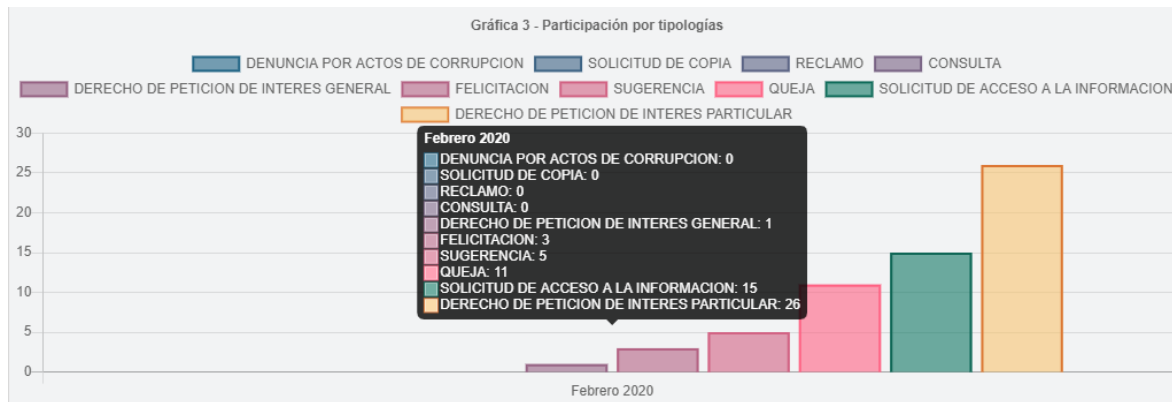 Gráfica 3 - Participación por tipologías
DENUNCIA POR ACTOS DE CORRUPCION SOLICITUD DE COPIA RECLAMO CONSULTA
DERECHO DE PETICION DE INTERES GENERAL FELICITACION SUGERENCIA QUEJA SOLICITUD DE ACCESO A LA INFORMACION
DERECHO DE PETICION DE INTERES PARTICULAR
30
25
20
15
10
5
0
Febrero 2020
DENUNCIA POR ACTOS DE CORRUPCION: 0
SOLICITUD DE COPIA: 0
RECLAMO: 0
CONSULTA: 0
DERECHO DE PETICION DE INTERES GENERAL: 1
FELICITACION: 3
SUGERENCIA: 5
QUEJA: 11
SOLICITUD DE ACCESO A LA INFORMACION: 15
DERECHO DE PETICION DE INTERES PARTICULAR: 26
Febrero 2020